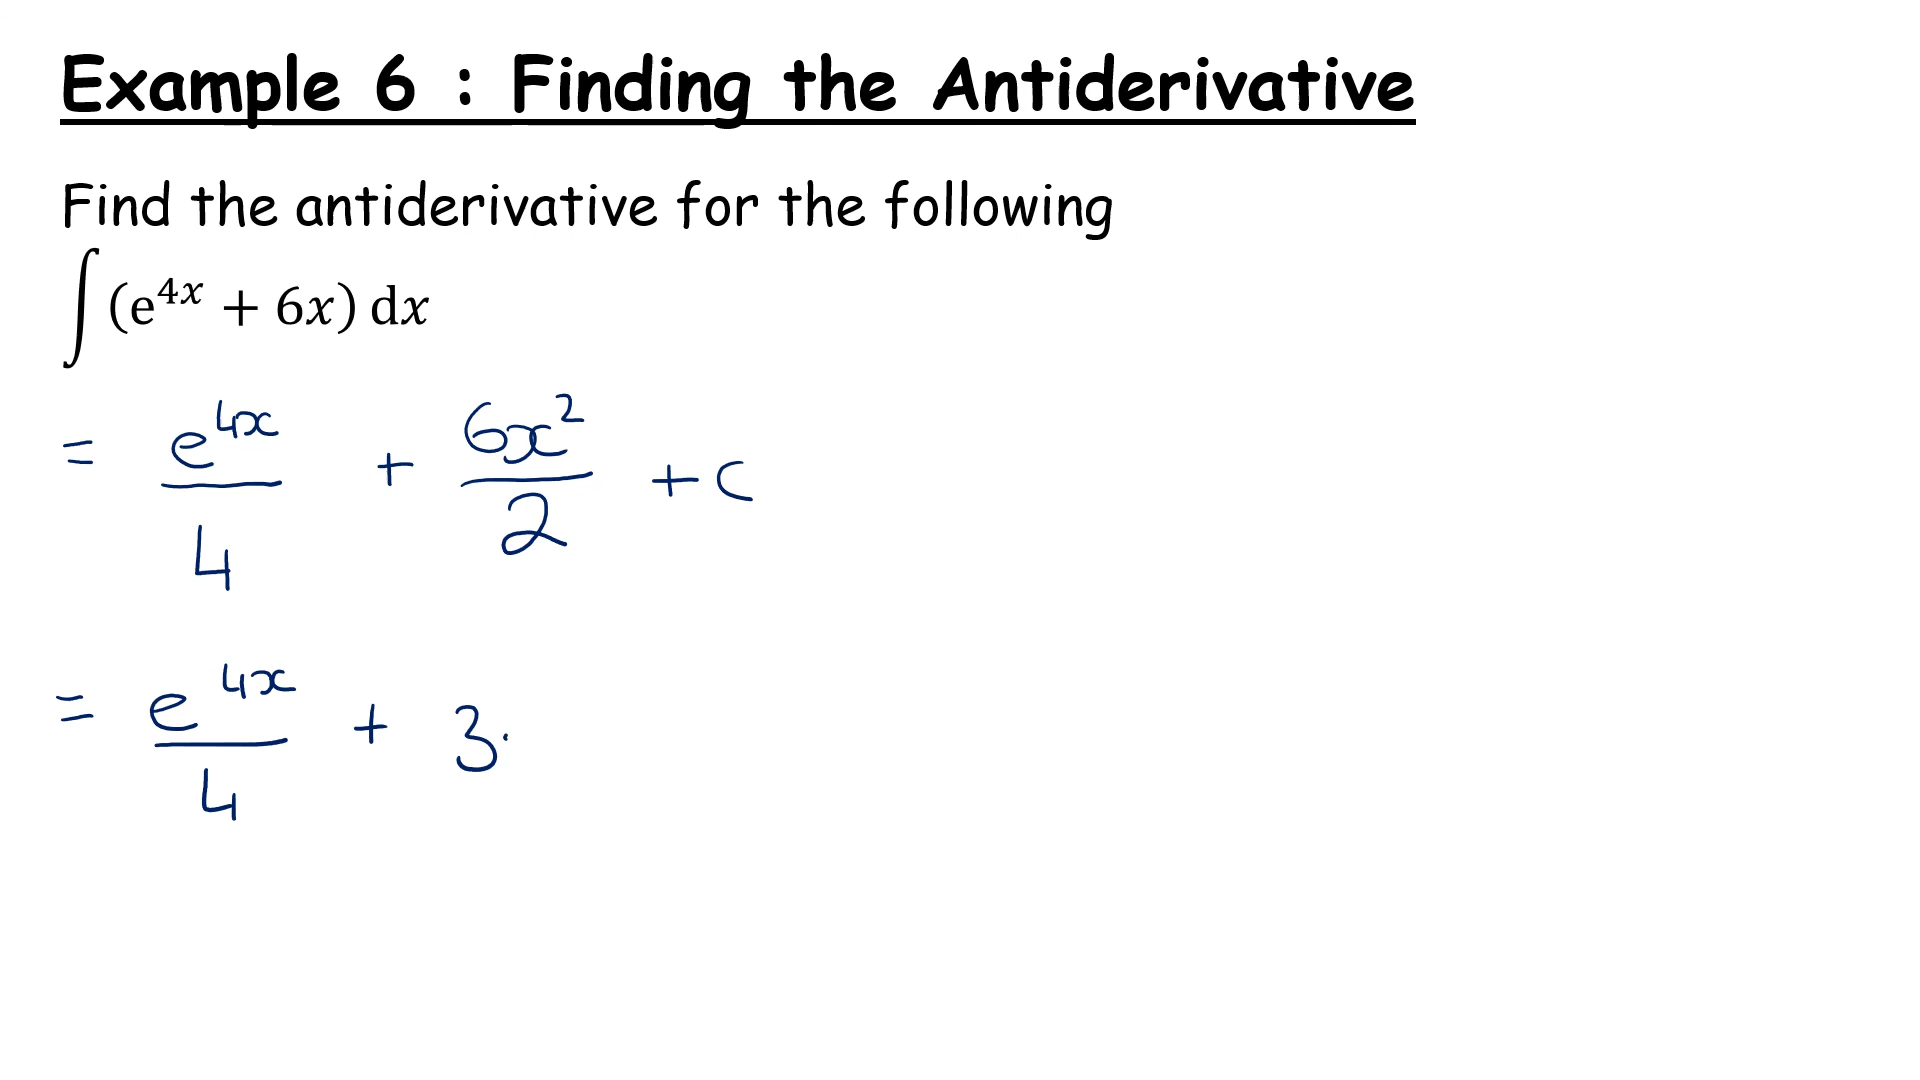 Example 6 : Finding the Antiderivative
Find the antiderivative for the following
∫(e^{4x} + 6x) dx
= e^{4x}/4 + 6x^2/2 + c
= e^{4x}/4 + 3